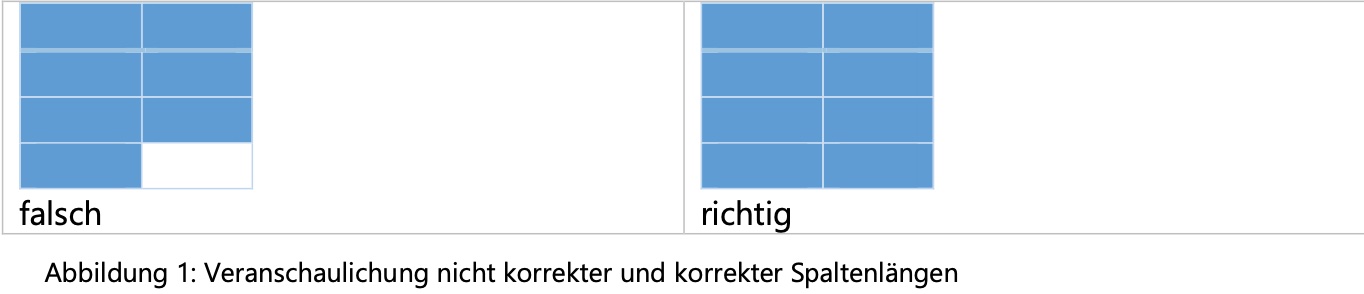 falsch
richtig
Abbildung 1: Veranschaulichung nicht korrekter und korrekter Spaltenlängen